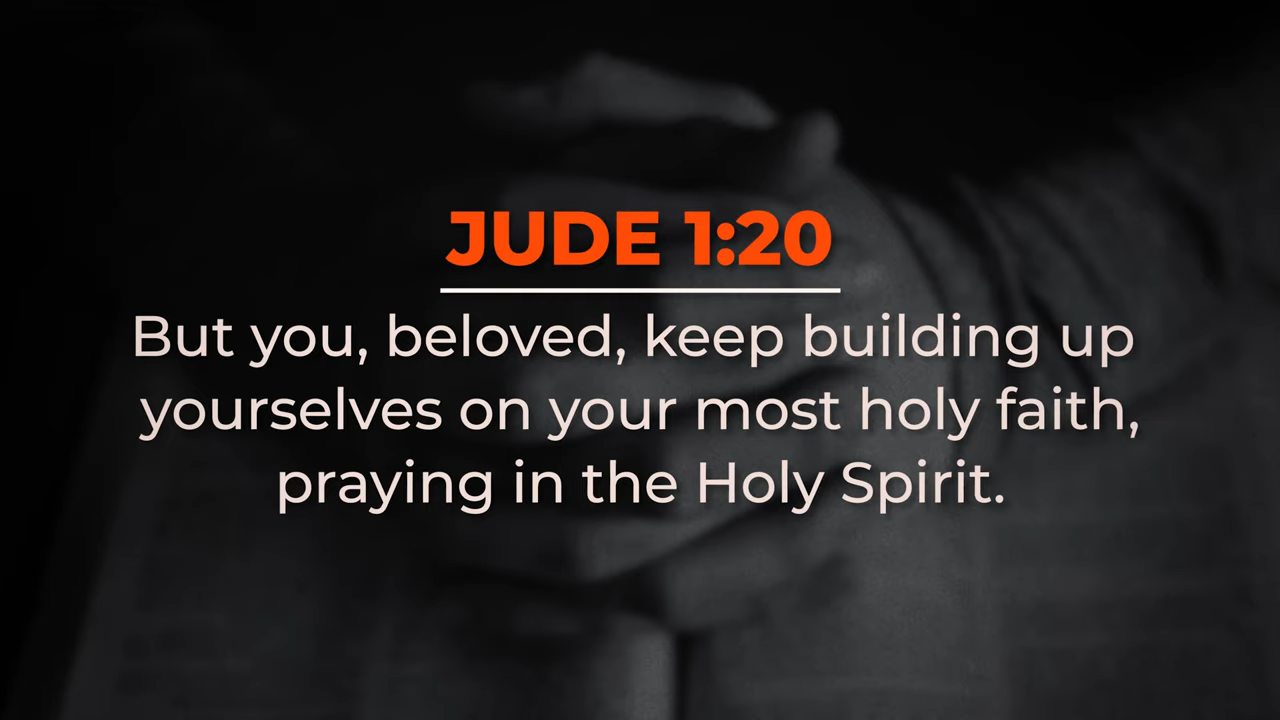 JUDE 1:20
But you, beloved, keep building up
yourselves on your most holy faith,
praying in the Holy Spirit.